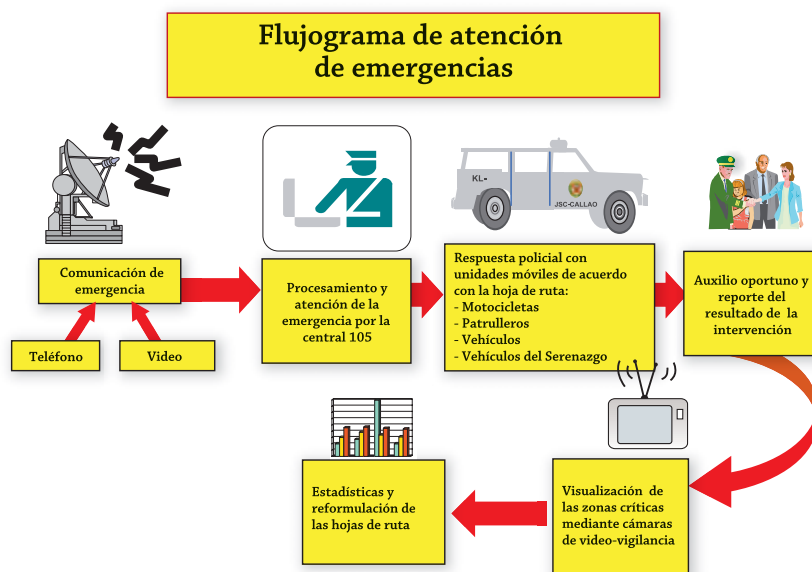 Flujograma de atención
de emergencias
KL-
JSC-CALLAO
Comunicación de
emergencia
Teléfono
Video
Procesamiento y
atención de la
emergencia por la
central 105
Respuesta policial con
unidades móviles de acuerdo
con la hoja de ruta:
- Motocicletas
- Patrulleros
- Vehículos
- Vehículos del Serenazgo
Auxilio oportuno y
reporte del
resultado de la
intervención
Visualización de
las zonas críticas
mediante cámaras
de video-vigilancia
Estadísticas y
reformulación de
las hojas de ruta